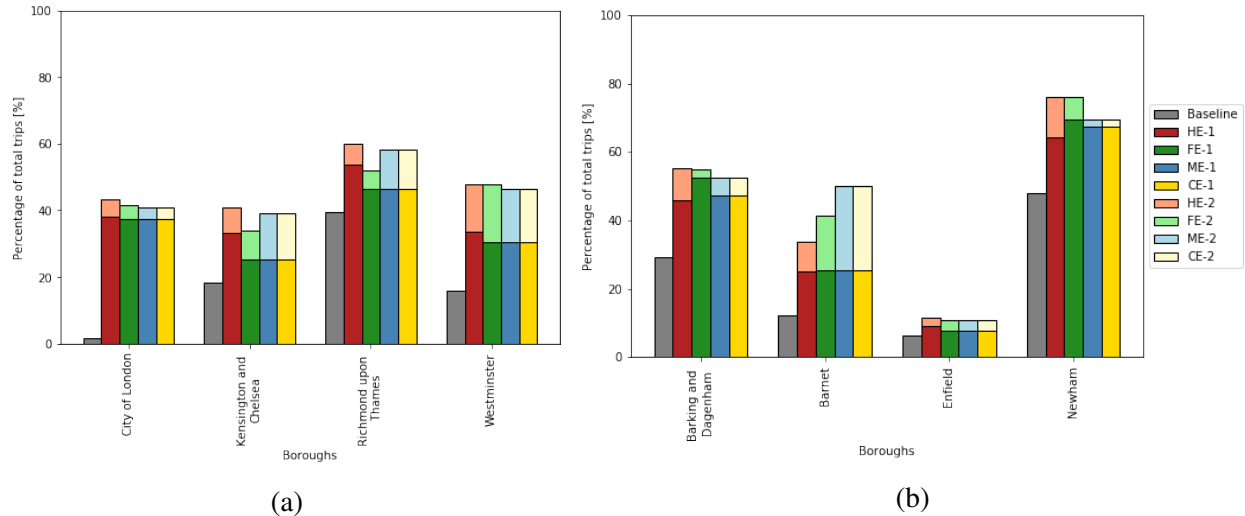 100
80
60
40
20
0
Percentage of total trips [%]
City of London
Kensington and
Chelsea
Richmond upon
Thames
Westminster
Boroughs
(a)
100
80
60
40
20
0
Percentage of total trips [%]
Barking and
Dagenham
Barnet
Enfield
Newham
Boroughs
(b)
Baseline
HE-1
FE-1
ME-1
CE-1
HE-2
FE-2
ME-2
CE-2